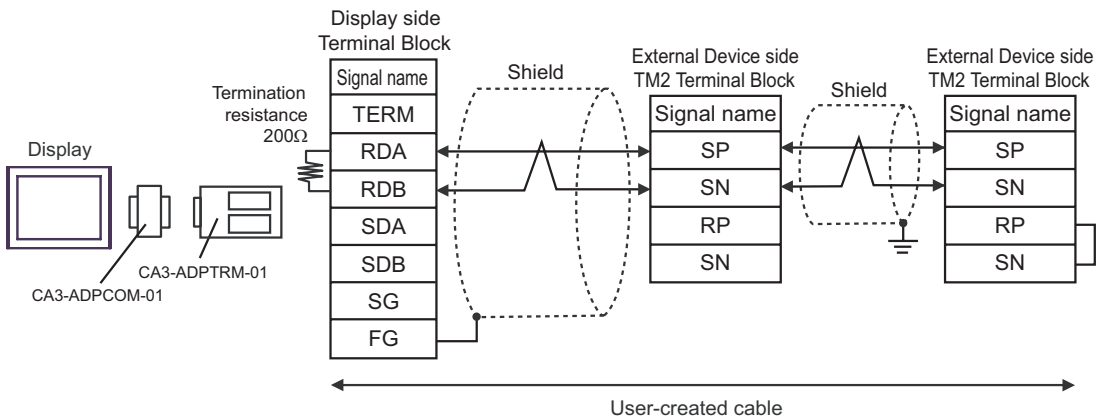 Display side
Terminal Block
Signal name
TERM
RDA
RDB
SDA
SDB
SG
FG
Termination
resistance
200Ω
Display
CA3-ADPCOM-01
CA3-ADPTRM-01
Shield
External Device side
TM2 Terminal Block
Signal name
SP
SN
RP
SN
Shield
External Device side
TM2 Terminal Block
Signal name
SP
SN
RP
SN
User-created cable